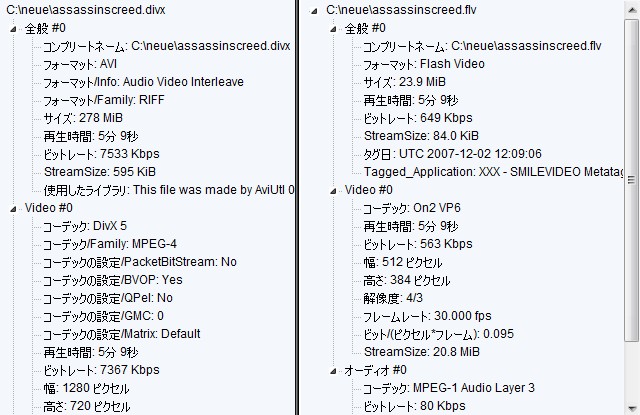 C:\neue\assassinscreed.divx
全般 #0
コンプリートネーム: C:\neue\assassinscreed.divx
フォーマット: AVI
フォーマット/Info: Audio Video Interleave
フォーマット/Family: RIFF
サイズ: 278 MiB
再生時間: 5分 9秒
ビットレート: 7533 Kbps
StreamSize: 595 KiB
使用したライブラリ: This file was made by AviUtl 0
Video #0
コーデック: DivX 5
コーデック/Family: MPEG-4
コーデックの設定/PacketBitStream: No
コーデックの設定/BVOP: Yes
コーデックの設定/QPel: No
コーデックの設定/GMC: 0
コーデックの設定/Matrix: Default
再生時間: 5分 9秒
ビットレート: 7367 Kbps
幅: 1280 ピクセル
高さ: 720 ピクセル
C:\neue\assassinscreed.flv
全般 #0
コンプリートネーム: C:\neue\assassinscreed.flv
フォーマット: Flash Video
サイズ: 23.9 MiB
再生時間: 5分 9秒
ビットレート: 649 Kbps
StreamSize: 84.0 KiB
タグ日: UTC 2007-12-02 12:09:06
Tagged_Application: XXX - SMILEVIDEO Metatag
Video #0
コーデック: On2 VP6
再生時間: 5分 9秒
ビットレート: 563 Kbps
幅: 512 ピクセル
高さ: 384 ピクセル
解像度: 4/3
フレームレート: 30.000 fps
ビット/(ピクセル*フレーム): 0.095
StreamSize: 20.8 MiB
オーディオ #0
コーデック: MPEG-1 Audio Layer 3
ビットレート: 80 Kbps